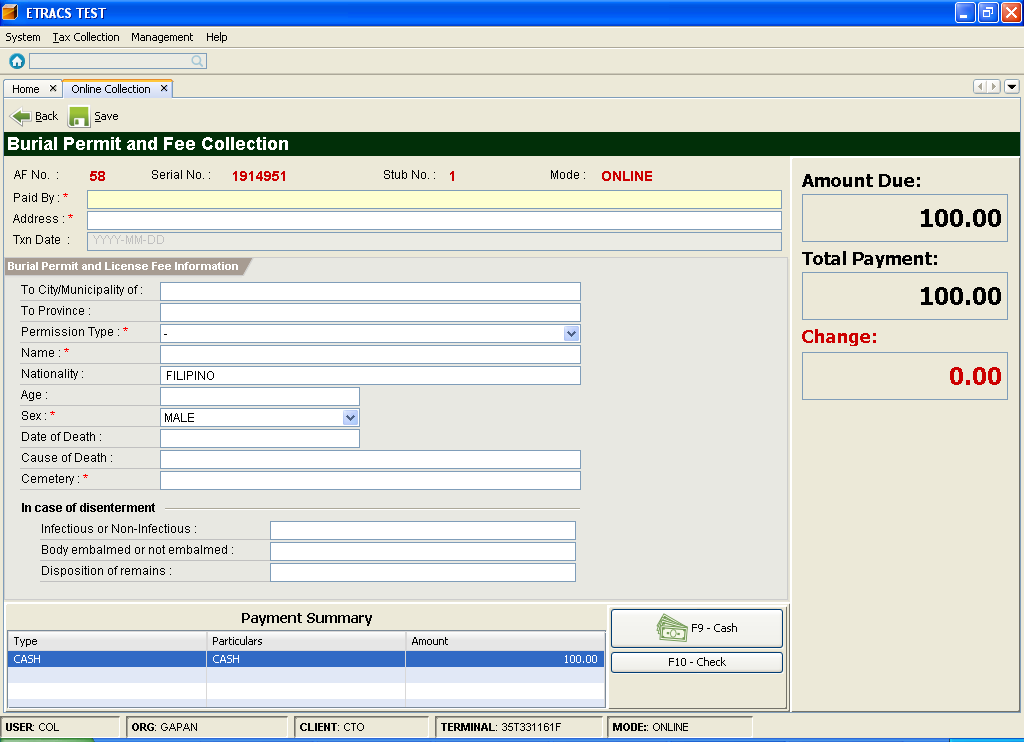 ETRACS TEST
System Tax Collection Management Help
Home Online Collection
Back Save
Burial Permit and Fee Collection
AF No. : 58 Serial No. : 1914951 Stub No. : 1 Mode : ONLINE
Paid By : *
Address : *
Txn Date : YYYY-MM-DD
Amount Due:
100.00
Total Payment:
100.00
Change:
0.00
Burial Permit and License Fee Information
To City/Municipality of :
To Province :
Permission Type : * -
Name : *
Nationality : FILIPINO
Age :
Sex : * MALE
Date of Death :
Cause of Death :
Cemetery : *
In case of disenterment
Infectious or Non-Infectious :
Body embalmed or not embalmed :
Disposition of remains :
Payment Summary
Type Particulars Amount
CASH CASH 100.00
F9 - Cash
F10 - Check
USER: COL ORG: GAPAN CLIENT: CTO TERMINAL: 35T331161F MODE: ONLINE